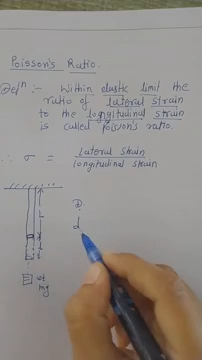 Poisson's Ratio.
Defⁿ :- Within elastic limit the
ratio of lateral strain
to the longitudinal strain
is called poisson's ratio.
∴ σ = Lateral strain / longitudinal strain
L
D
d
wt
mg